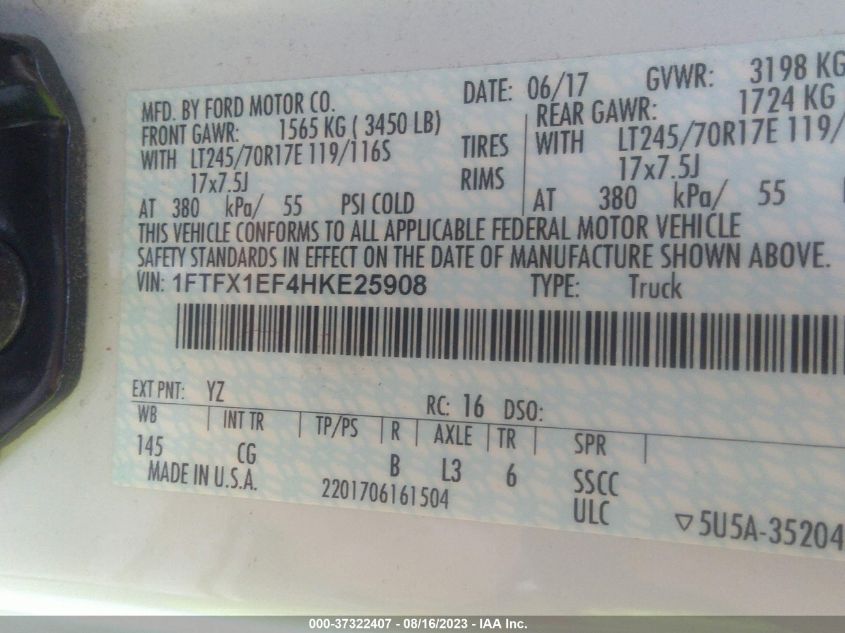 MFD. BY FORD MOTOR CO. DATE: 06/17 GVWR: 3198 KG
FRONT GAWR: 1565 KG ( 3450 LB) REAR GAWR: 1724 KG
WITH LT245/70R17E 119/116S TIRES WITH LT245/70R17E 119/
17x7.5J RIMS 17x7.5J
AT 380 kPa/ 55 PSI COLD AT 380 kPa/ 55
THIS VEHICLE CONFORMS TO ALL APPLICABLE FEDERAL MOTOR VEHICLE
SAFETY STANDARDS IN EFFECT ON THE DATE OF MANUFACTURE SHOWN ABOVE.
VIN: 1FTFX1EF4HKE25908 TYPE: Truck
EXT PNT: YZ RC: 16 DSO:
WB INT TR TP/PS R AXLE TR SPR
145 CG B L3 6 SSCC
MADE IN U.S.A. 2201706161504 ULC ▽5U5A-35204
000-37322407 - 08/16/2023 - IAA Inc.